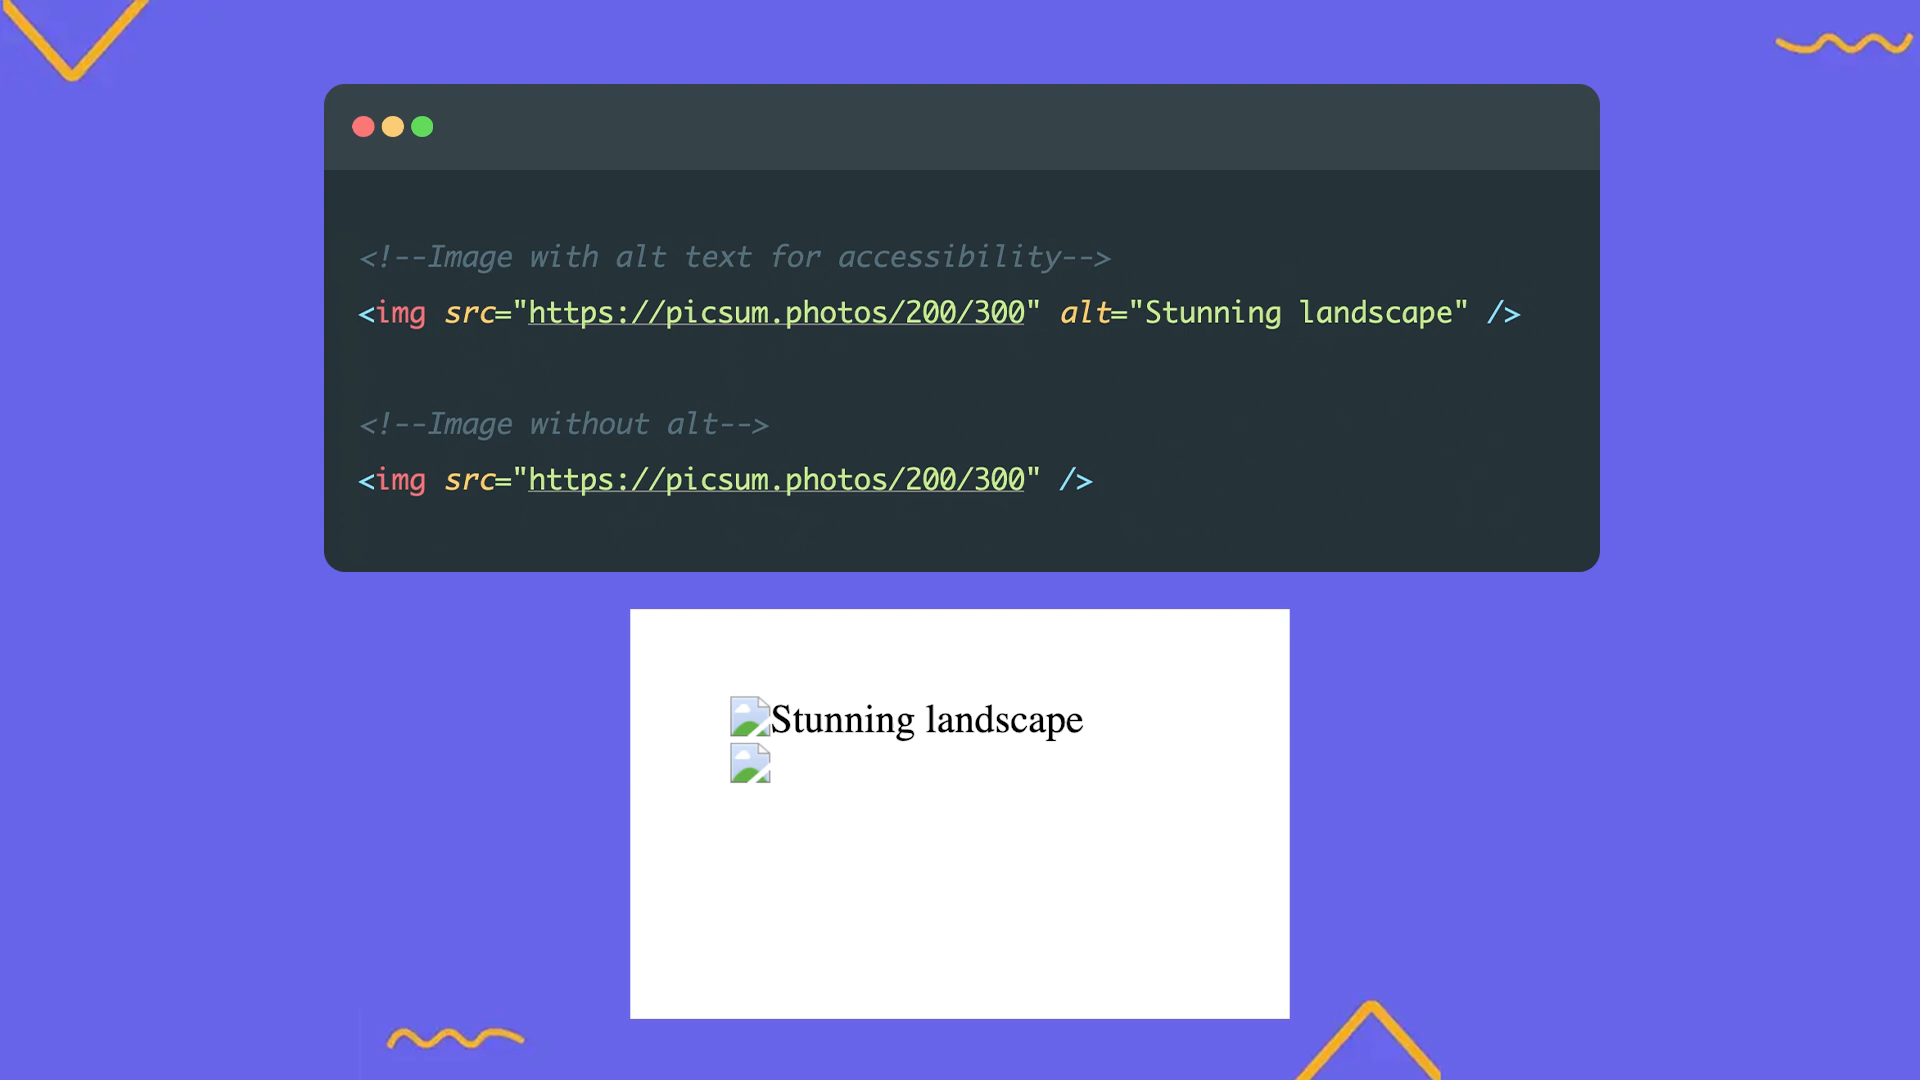 <!--Image with alt text for accessibility-->
<img src="https://picsum.photos/200/300" alt="Stunning landscape" />
<!--Image without alt-->
<img src="https://picsum.photos/200/300" />
Stunning landscape